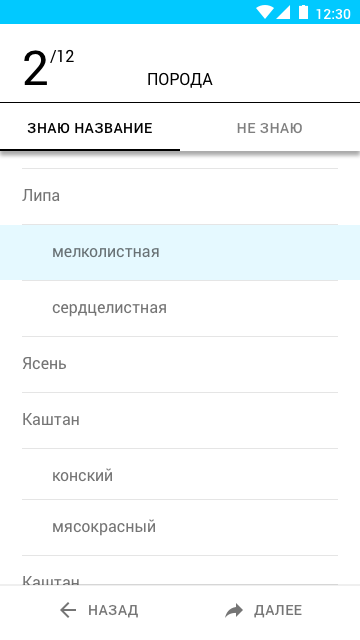 12:30
2/12
ПОРОДА
ЗНАЮ НАЗВАНИЕ НЕ ЗНАЮ
Липа
мелколистная
сердцелистная
Ясень
Каштан
конский
мясокрасный
Каштан
НАЗАД ДАЛЕЕ